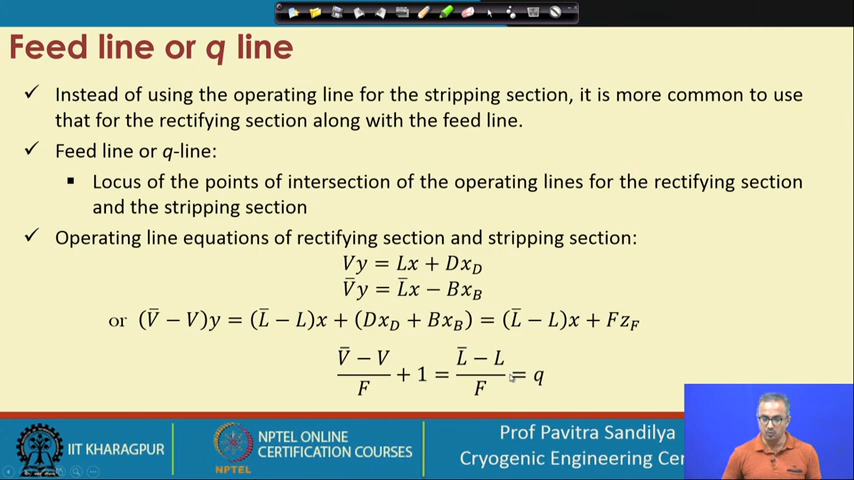 Feed line or q line
✓ Instead of using the operating line for the stripping section, it is more common to use
that for the rectifying section along with the feed line.
✓ Feed line or q-line:
▪ Locus of the points of intersection of the operating lines for the rectifying section
and the stripping section
✓ Operating line equations of rectifying section and stripping section:
Vy = Lx + Dx_D
V̄y = L̄x − Bx_B
or (V̄ − V)y = (L̄ − L)x + (Dx_D + Bx_B) = (L̄ − L)x + Fz_F
(V̄ − V)/F + 1 = (L̄ − L)/F = q
IIT KHARAGPUR
NPTEL
NPTEL ONLINE
CERTIFICATION COURSES
Prof Pavitra Sandilya
Cryogenic Engineering Cen